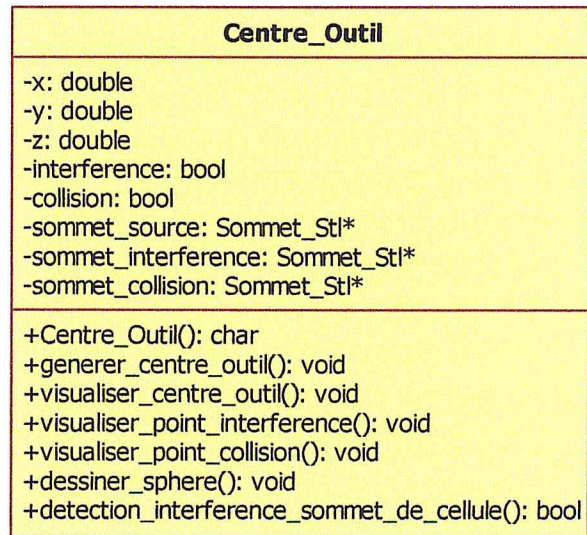 Centre_Outil
-x: double
-y: double
-z: double
-interference: bool
-collision: bool
-sommet_source: Sommet_Stl*
-sommet_interference: Sommet_Stl*
-sommet_collision: Sommet_Stl*
+Centre_Outil(): char
+generer_centre_outil(): void
+visualiser_centre_outil(): void
+visualiser_point_interference(): void
+visualiser_point_collision(): void
+dessiner_sphere(): void
+detection_interference_sommet_de_cellule(): bool